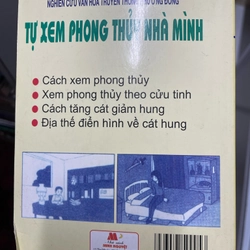 NGHIÊN CỨU VĂN HÓA TRUYỀN THỐNG PHƯƠNG ĐÔNG
TỰ XEM PHONG THỦY NHÀ MÌNH
• Cách xem phong thủy
• Xem phong thủy theo cửu tinh
• Cách tăng cát giảm hung
• Địa thế điển hình về cát hung